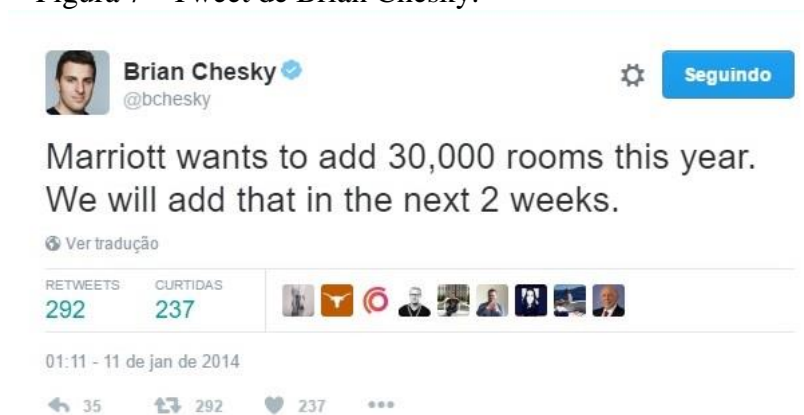 Figura 7 - Tweet de Brian Chesky.
Brian Chesky
@bchesky
Seguindo
Marriott wants to add 30,000 rooms this year.
We will add that in the next 2 weeks.
Ver tradução
RETWEETS CURTIDAS
292 237
01:11 - 11 de jan de 2014
35 292 237